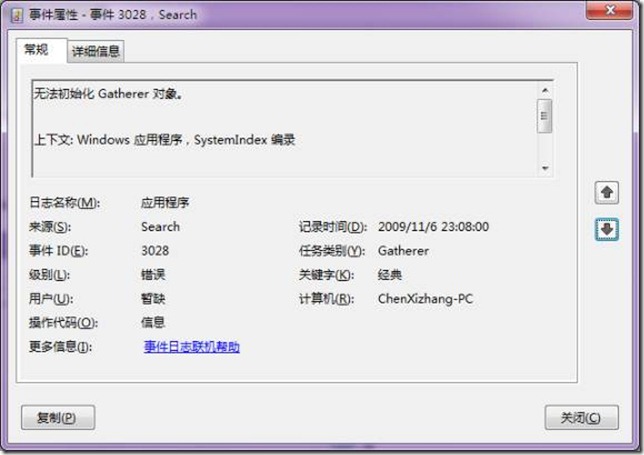 事件属性 - 事件 3028，Search
常规 详细信息
无法初始化 Gatherer 对象。
上下文: Windows 应用程序，SystemIndex 编录
日志名称(M): 应用程序
来源(S): Search 记录时间(D): 2009/11/6 23:08:00
事件 ID(E): 3028 任务类别(Y): Gatherer
级别(L): 错误 关键字(K): 经典
用户(U): 暂缺 计算机(R): ChenXizhang-PC
操作代码(O): 信息
更多信息(I): 事件日志联机帮助
复制(P) 关闭(C)